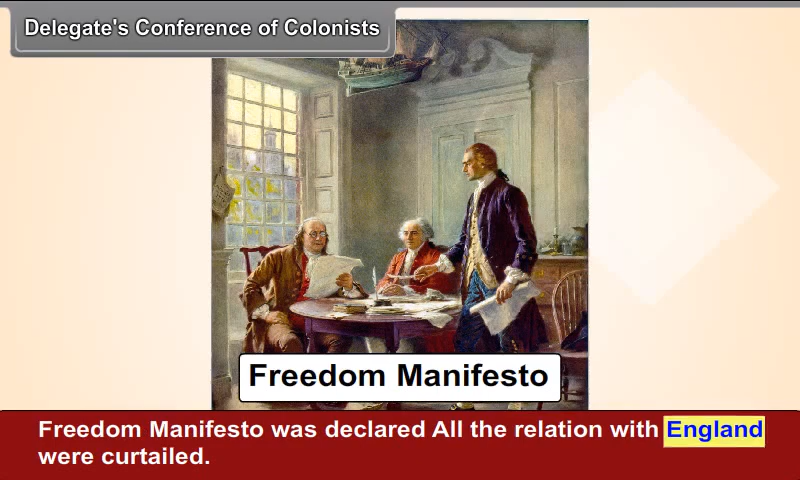 Delegate's Conference of Colonists
Freedom Manifesto
Freedom Manifesto was declared All the relation with England
were curtailed.